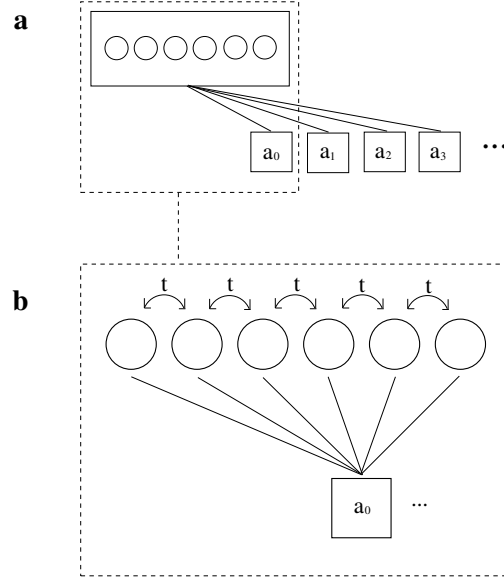 a
a₀ a₁ a₂ a₃ ...
b
t t t t t
a₀ ...